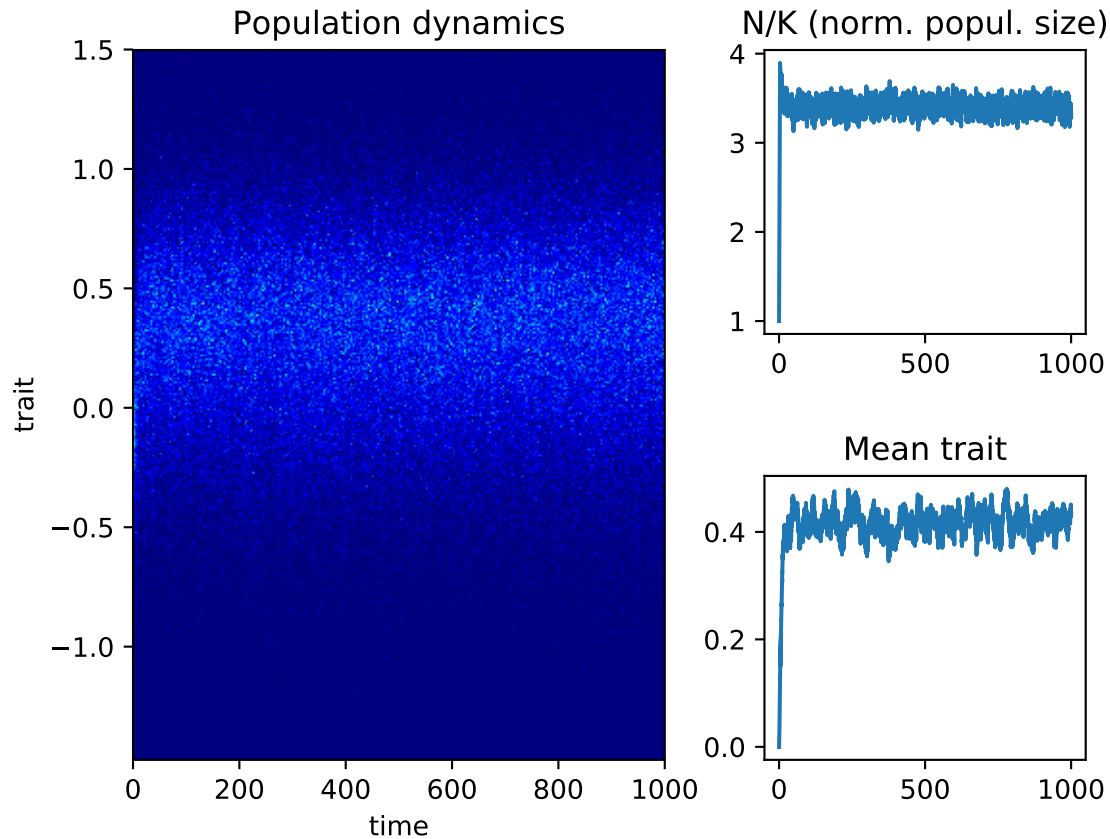 Population dynamics
1.5
1.0
0.5
0.0
−0.5
−1.0
trait
0 200 400 600 800 1000
time
N/K (norm. popul. size)
4
3
2
1
0 500 1000
Mean trait
0.4
0.2
0.0
0 500 1000